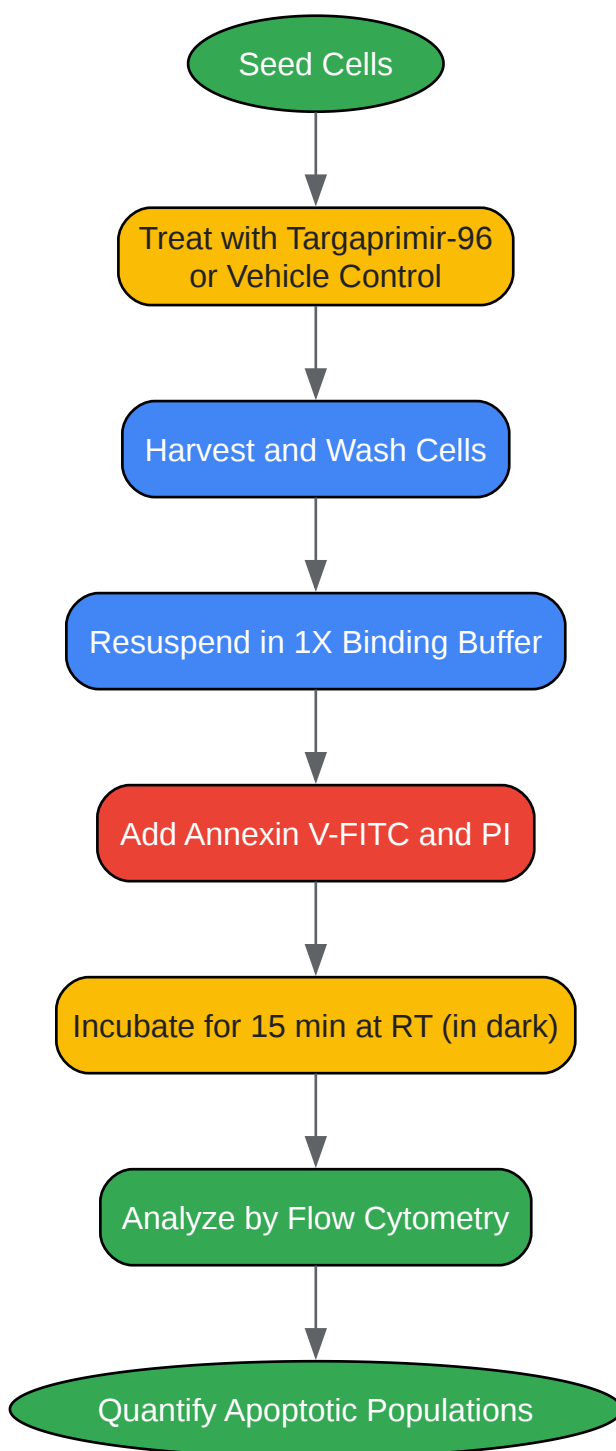 Seed Cells
Treat with Targaprimir-96
or Vehicle Control
Harvest and Wash Cells
Resuspend in 1X Binding Buffer
Add Annexin V-FITC and PI
Incubate for 15 min at RT (in dark)
Analyze by Flow Cytometry
Quantify Apoptotic Populations